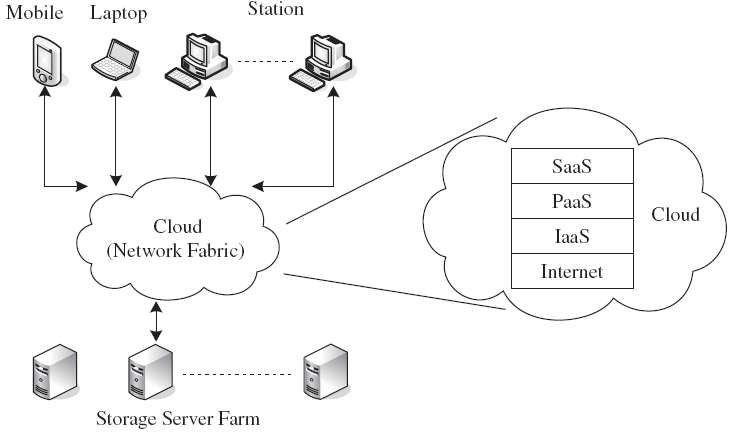 Mobile
Laptop
Station
Cloud
(Network Fabric)
SaaS
PaaS
IaaS
Internet
Cloud
Storage Server Farm